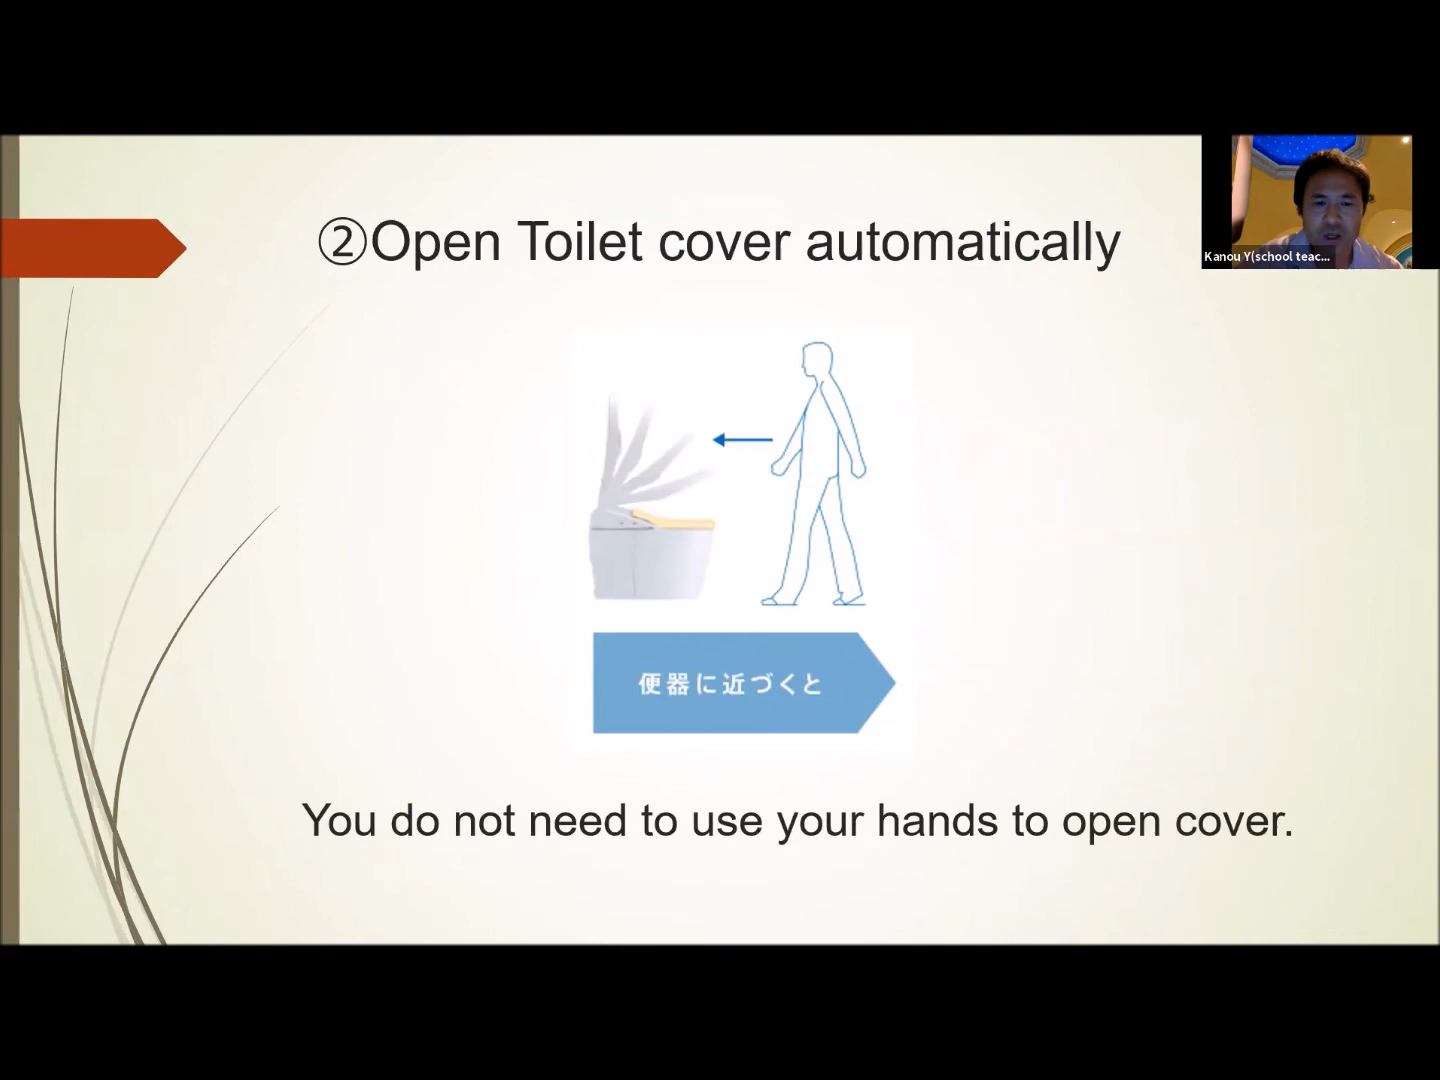 ②Open Toilet cover automatically
Kanou Y(school teac...
便器に近づくと
You do not need to use your hands to open cover.